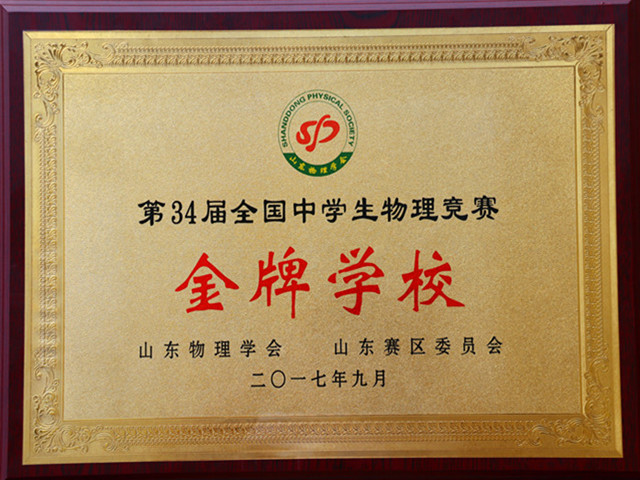 SHANDONG PHYSICAL SOCIETY
山东物理学会
第34届全国中学生物理竞赛
金牌学校
山东物理学会 山东赛区委员会
二〇一七年九月